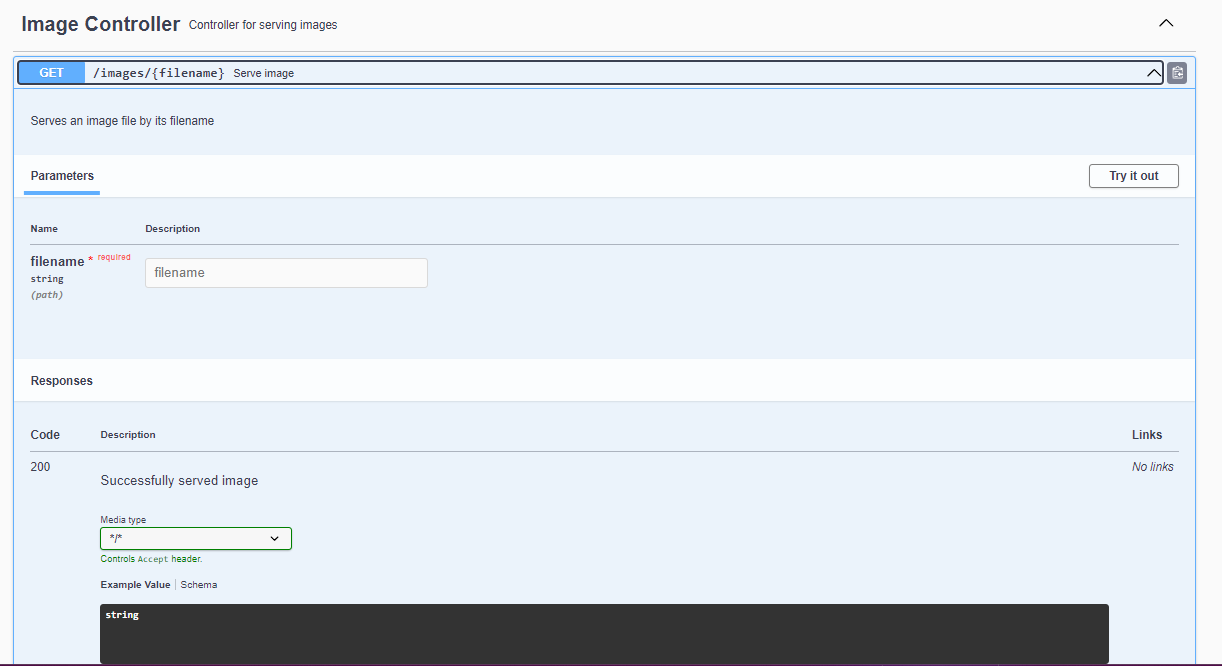 Image Controller Controller for serving images
GET /images/{filename} Serve image
Serves an image file by its filename
Parameters Try it out
Name Description
filename * required
string
(path)
filename
Responses
Code Description Links
200 Successfully served image No links
Media type
*/*
Controls Accept header.
Example Value Schema
string